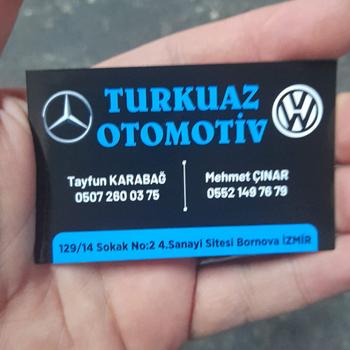 TURKUAZ
OTOMOTİV
Tayfun KARABAĞ
0507 260 03 75
Mehmet ÇINAR
0552 149 76 79
129/14 Sokak No:2 4.Sanayi Sitesi Bornova İZMİR